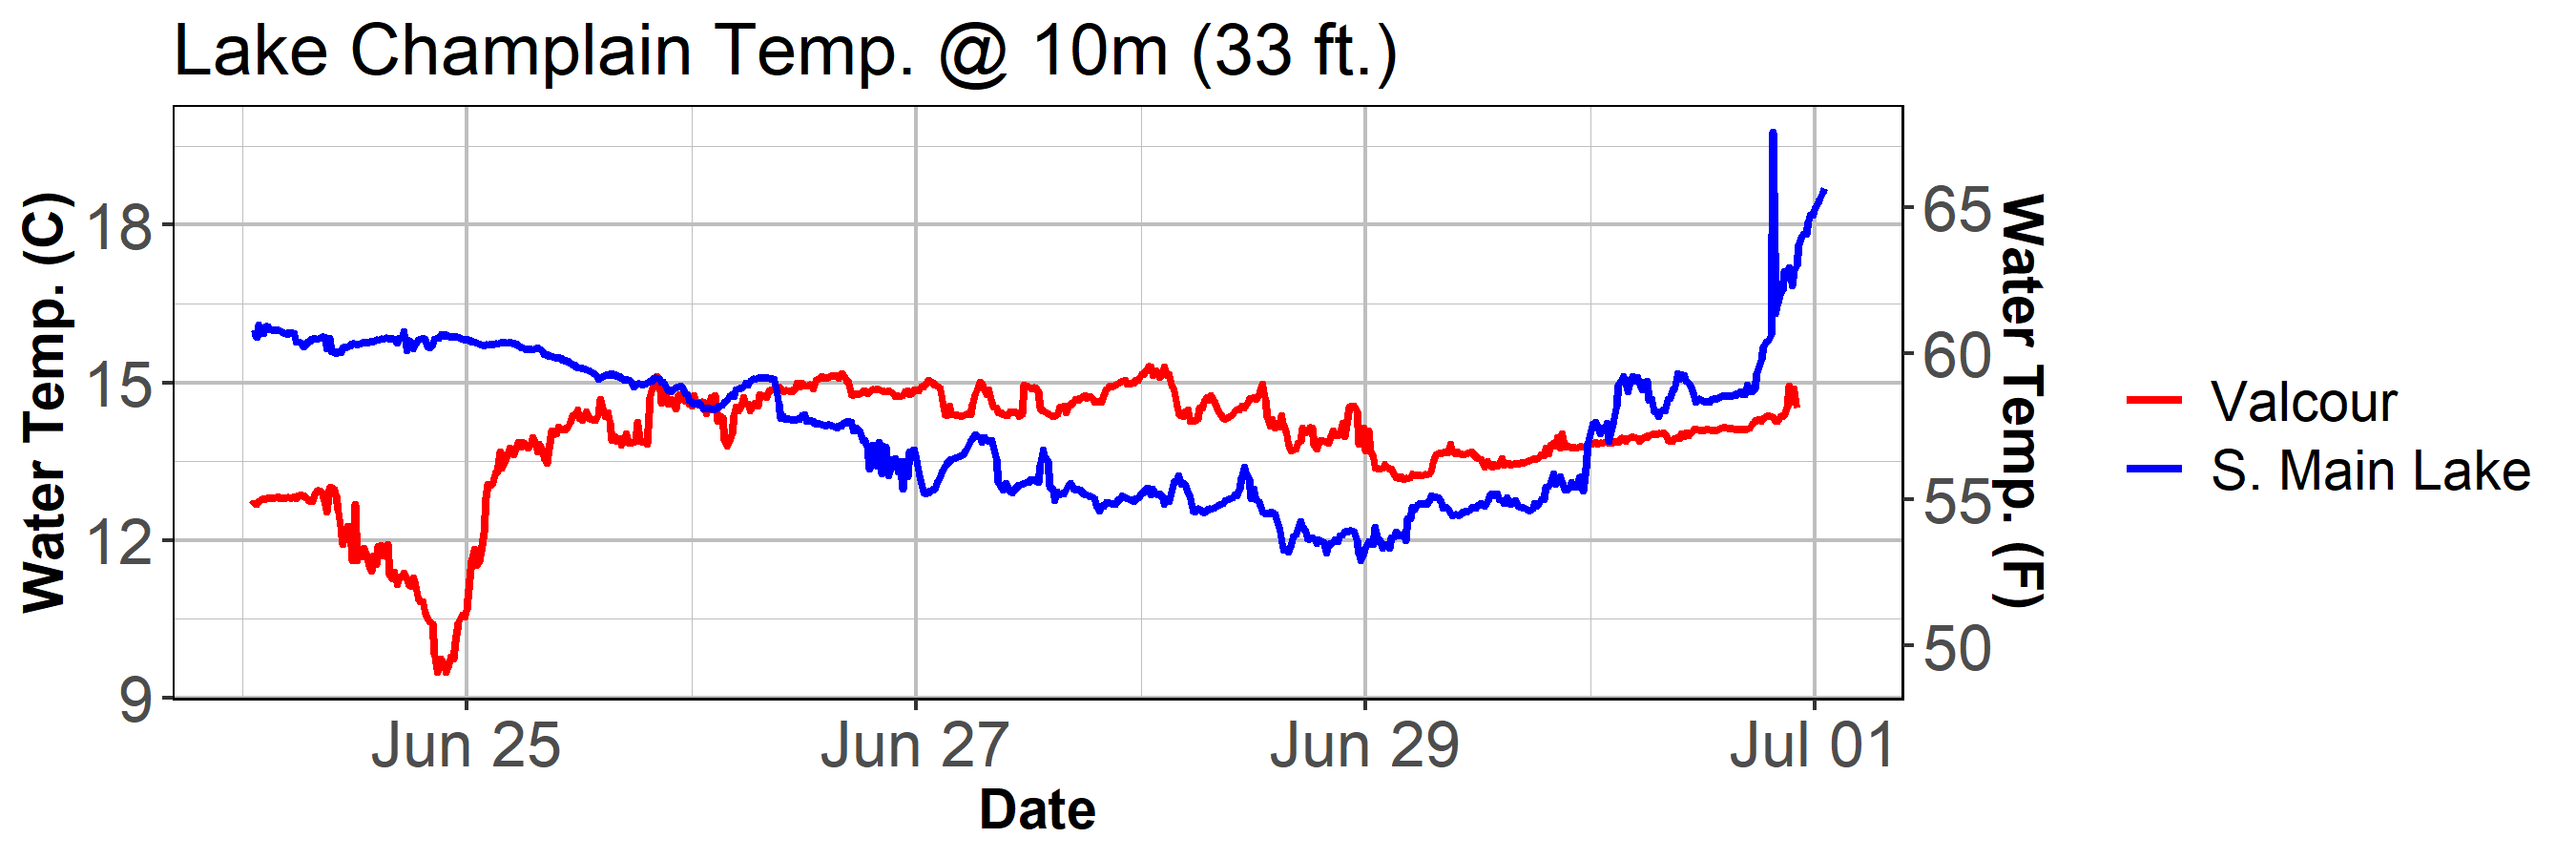 Lake Champlain Temp. @ 10m (33 ft.)
Water Temp. (C)
18
15
12
9
65
60
55
50
Water Temp. (F)
Jun 25
Jun 27
Jun 29
Jul 01
Date
Valcour
S. Main Lake